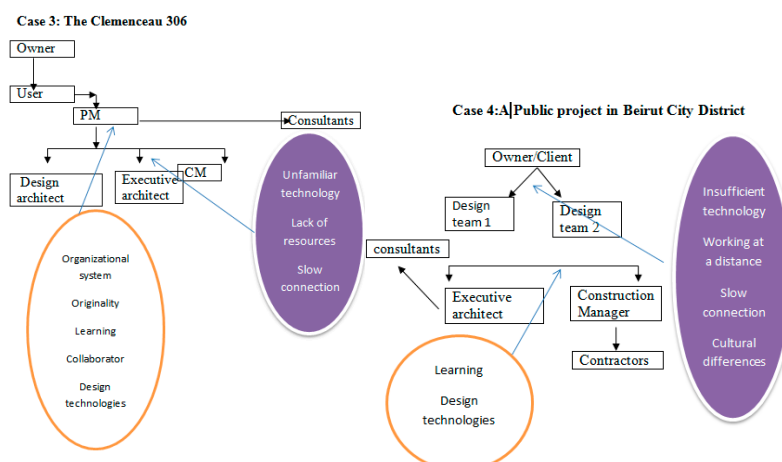 Case 3: The Clemenceau 306
Owner
User
PM
Consultants
Design
architect
Executive
architect
CM
Unfamiliar
technology
Lack of
resources
Slow
connection
Organizational
system
Originality
Learning
Collaborator
Design
technologies
Case 4:A|Public project in Beirut City District
Owner/Client
Design
team 1
Design
team 2
consultants
Executive
architect
Construction
Manager
Contractors
Learning
Design
technologies
Insufficient
technology
Working at
a distance
Slow
connection
Cultural
differences